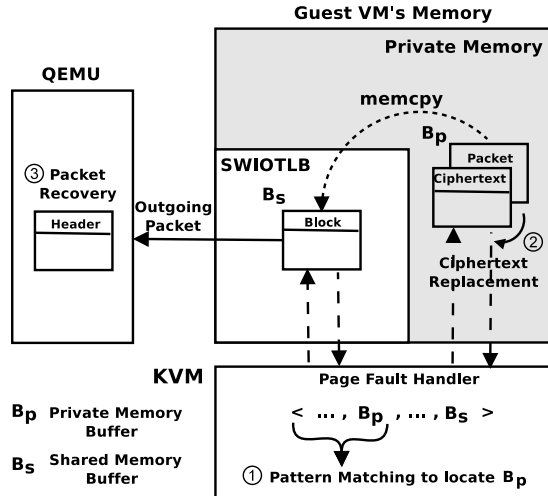 Guest VM's Memory
Private Memory
QEMU
memcpy
Bp
Packet
SWIOTLB
Ciphertext
③ Packet
Recovery
Bs
Outgoing
Packet
Header
Block
②
Ciphertext
Replacement
KVM
Page Fault Handler
Bp Private Memory
Buffer
< ... , Bp , ... , Bs >
Bs Shared Memory
Buffer
① Pattern Matching to locate Bp